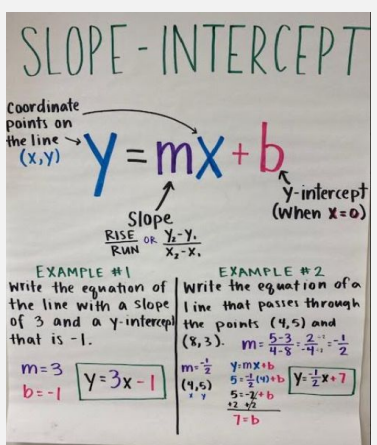 SLOPE-INTERCEPT
Coordinate
points on
the line
(x,y)
y=mx+b
y-intercept
(when x=0)
Slope
RISE/RUN OR Y₂-Y₁/X₂-X₁
EXAMPLE #1
Write the equation of
the line with a slope
of 3 and a y-intercept
that is -1.
m=3
b=-1
y=3x-1
EXAMPLE #2
Write the equation of a
line that passes through
the points (4,5) and
(8,3). m=5-3/4-8=2/-4=-1/2
m=-1/2
(4,5)
x y
y=mx+b
5=-1/2(4)+b
5=-2+b
+2 +2
7=b
y=-1/2x+7